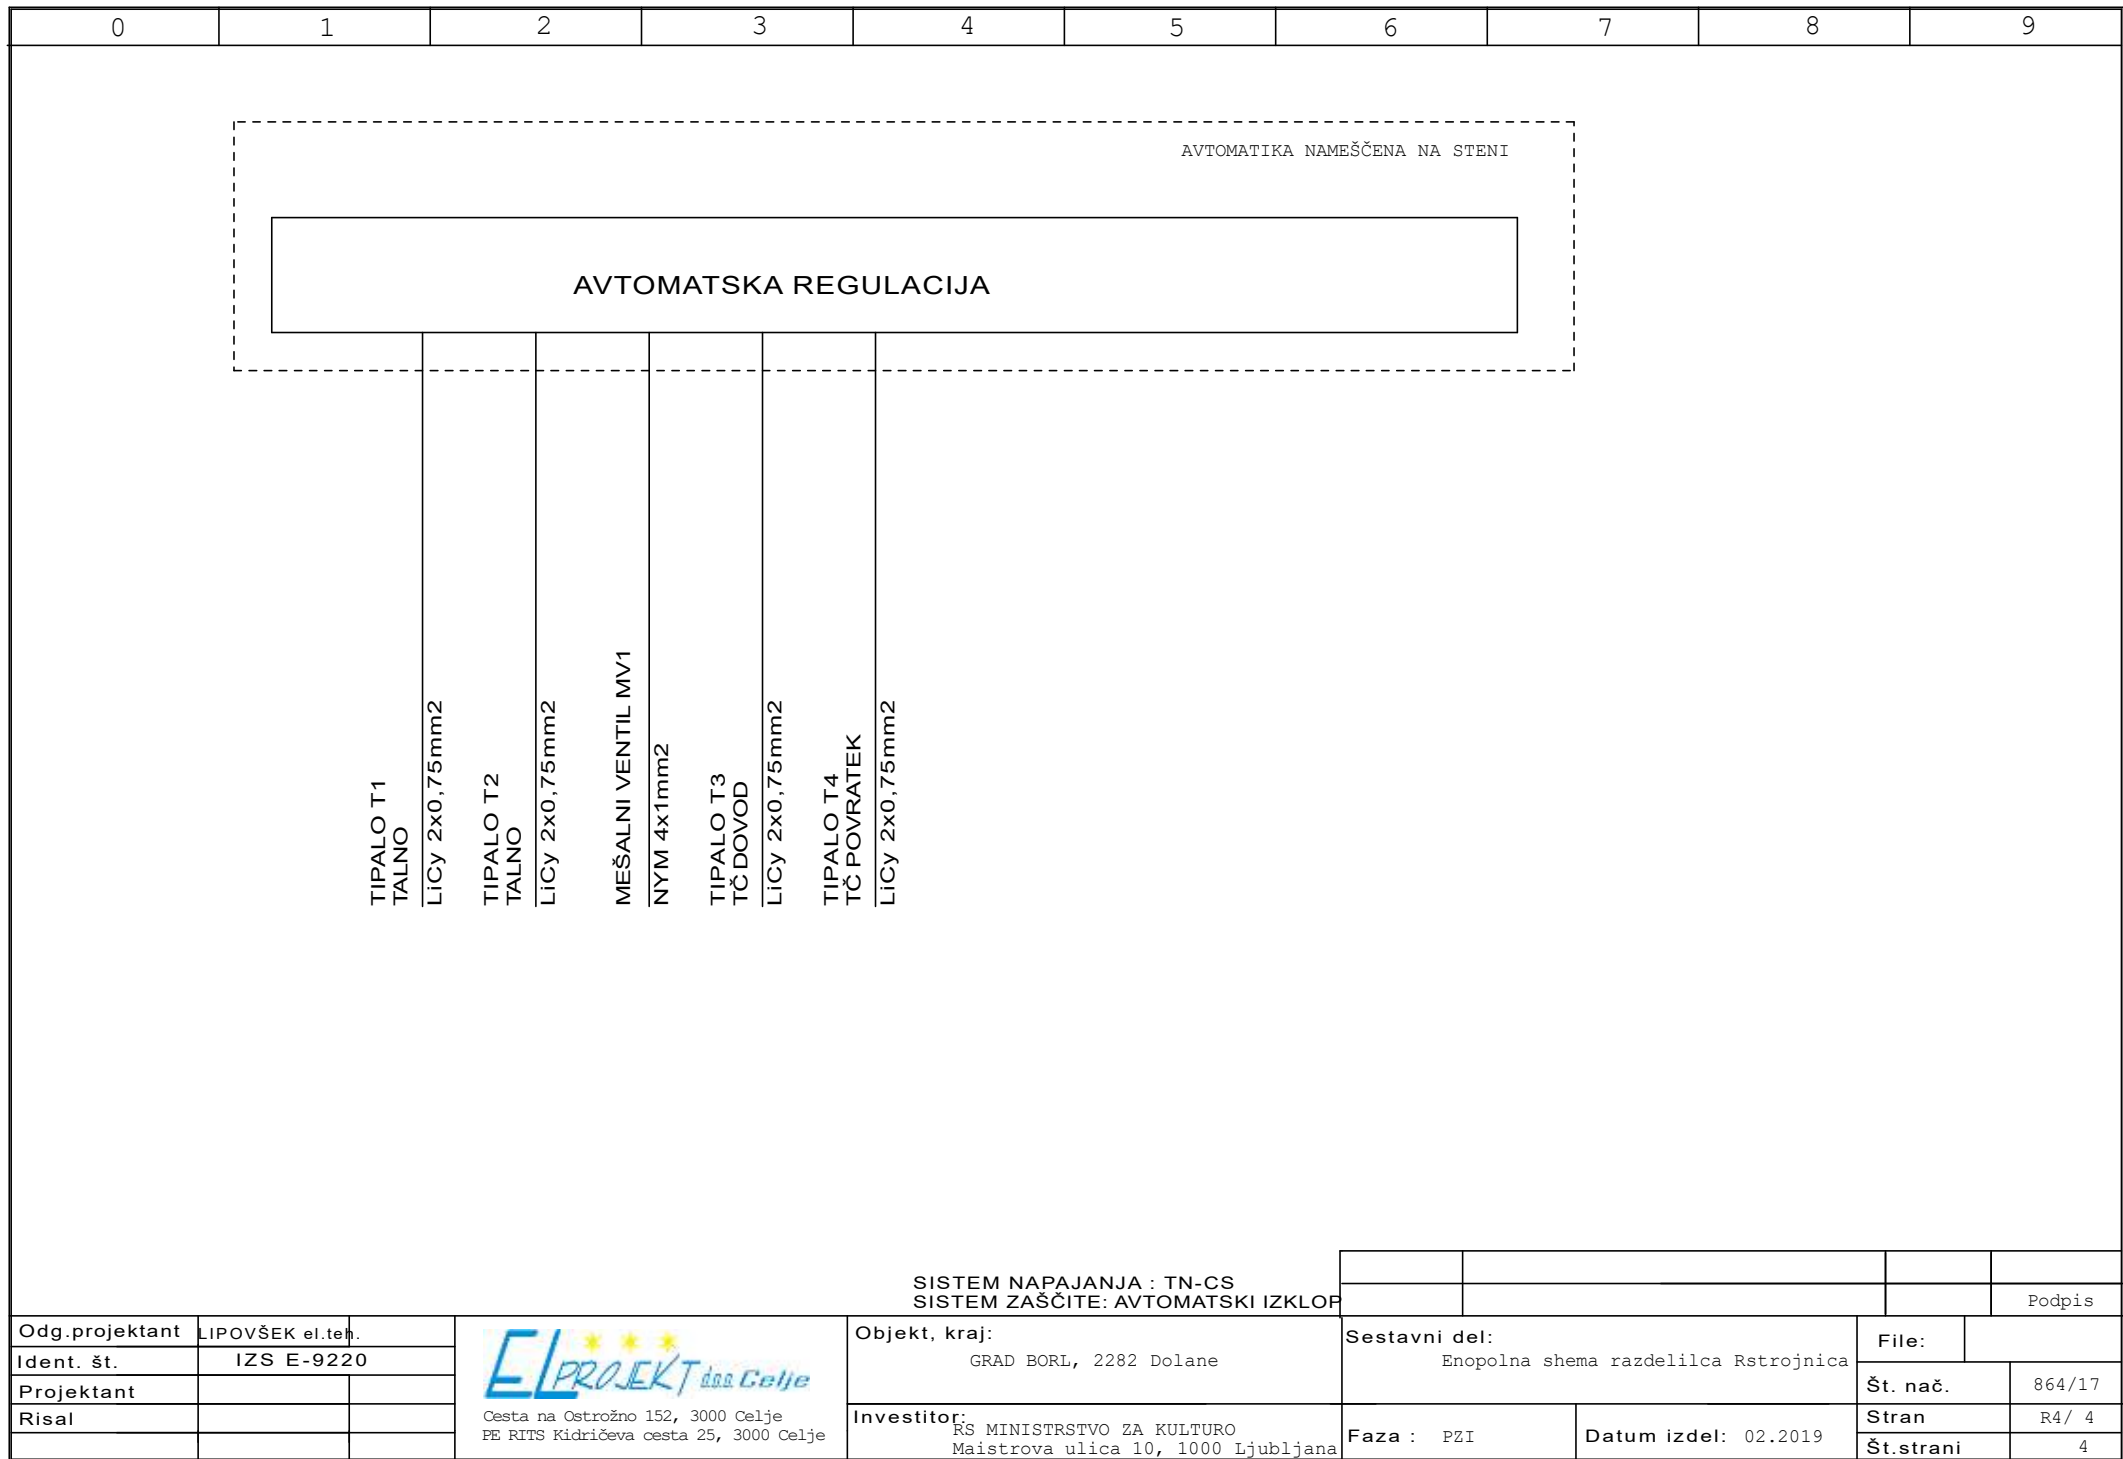 0 1 2 3 4 5 6 7 8 9
AVTOMATIKA NAMEŠČENA NA STENI
AVTOMATSKA REGULACIJA
TIPALO T1
TALNO
LiCy 2x0,75mm2
TIPALO T2
TALNO
LiCy 2x0,75mm2
MEŠALNI VENTIL MV1
NYM 4x1mm2
TIPALO T3
TČ DOVOD
LiCy 2x0,75mm2
TIPALO T4
TČ POVRATEK
LiCy 2x0,75mm2
SISTEM NAPAJANJA : TN-CS
SISTEM ZAŠČITE: AVTOMATSKI IZKLOP
Podpis
Odg.projektant LIPOVŠEK el.teh.
Ident. št. IZS E-9220
Projektant
Risal
ELPROJEKT d.o.o. Celje
Cesta na Ostrožno 152, 3000 Celje
PE RITS Kidričeva cesta 25, 3000 Celje
Objekt, kraj:
GRAD BORL, 2282 Dolane
Investitor:
RS MINISTRSTVO ZA KULTURO
Maistrova ulica 10, 1000 Ljubljana
Sestavni del:
Enopolna shema razdelilca Rstrojnica
Faza : PZI
Datum izdel: 02.2019
File:
Št. nač. 864/17
Stran R4/ 4
Št.strani 4